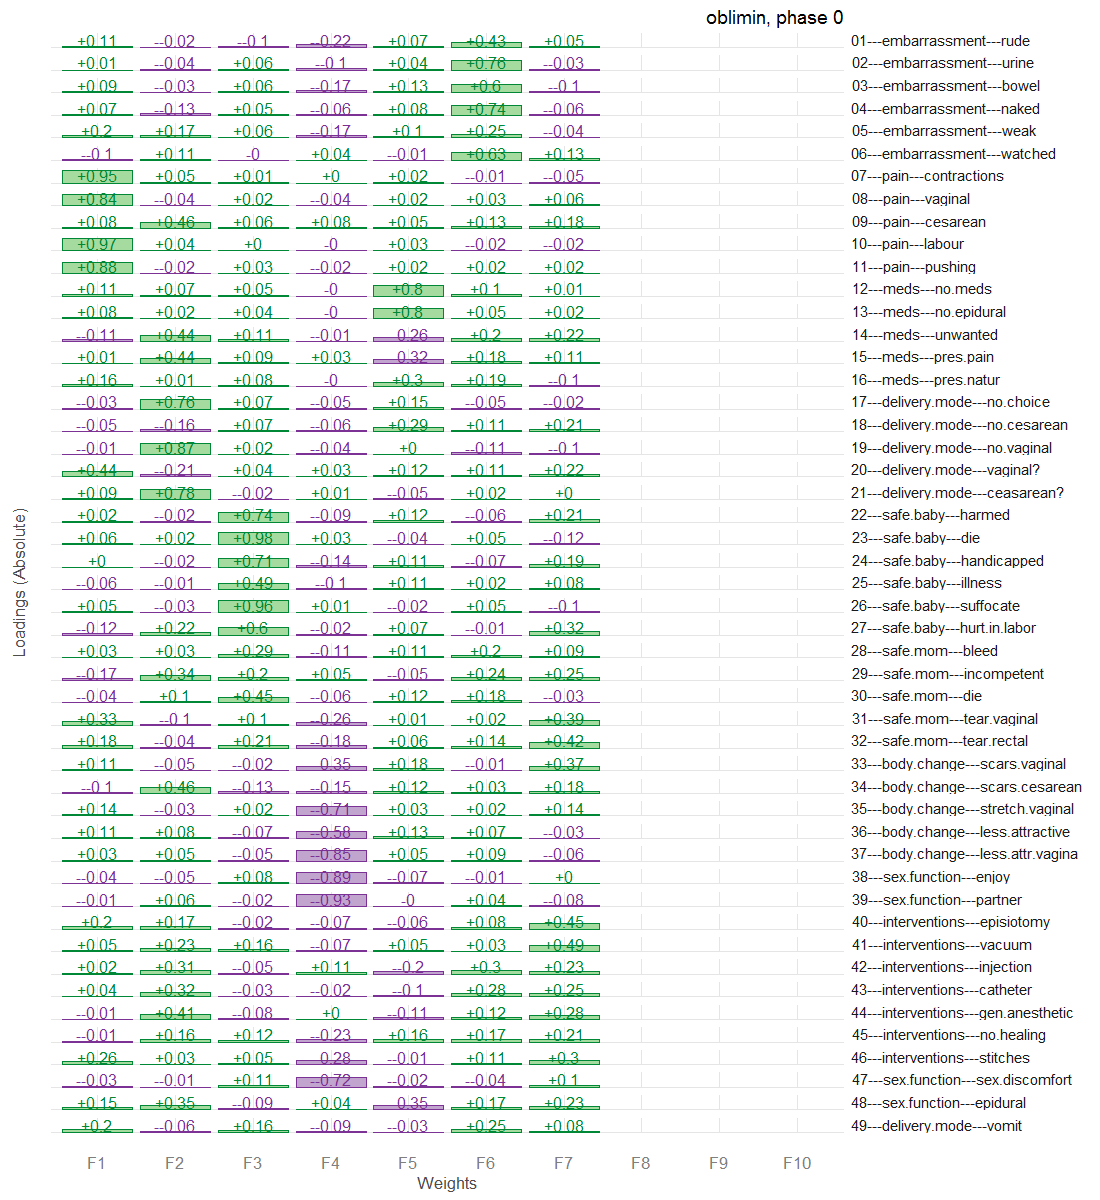 oblimin, phase 0
+0.11 --0.02 --0.1 --0.22 +0.07 +0.43 +0.05 01---embarrassment---rude
+0.01 --0.04 +0.06 --0.1 +0.04 +0.76 --0.03 02---embarrassment---urine
+0.09 --0.03 +0.06 --0.17 +0.13 +0.6 --0.1 03---embarrassment---bowel
+0.07 --0.13 +0.05 --0.06 +0.08 +0.74 --0.06 04---embarrassment---naked
+0.2 +0.17 +0.06 --0.17 +0.1 +0.25 --0.04 05---embarrassment---weak
--0.1 +0.11 -0 +0.04 --0.01 +0.63 +0.13 06---embarrassment---watched
+0.95 +0.05 +0.01 +0 +0.02 --0.01 --0.05 07---pain---contractions
+0.84 --0.04 +0.02 --0.04 +0.02 +0.03 +0.06 08---pain---vaginal
+0.08 +0.46 +0.06 +0.08 +0.05 +0.13 +0.18 09---pain---cesarean
+0.97 +0.04 +0 -0 +0.03 --0.02 --0.02 10---pain---labour
+0.88 --0.02 +0.03 --0.02 +0.02 +0.02 +0.02 11---pain---pushing
+0.11 +0.07 +0.05 -0 +0.8 +0.1 +0.01 12---meds---no.meds
+0.08 +0.02 +0.04 -0 +0.8 +0.05 +0.02 13---meds---no.epidural
--0.11 +0.44 +0.11 --0.01 --0.26 +0.2 +0.22 14---meds---unwanted
+0.01 +0.44 +0.09 +0.03 --0.32 +0.18 +0.11 15---meds---pres.pain
+0.16 +0.01 +0.08 -0 +0.3 +0.19 --0.1 16---meds---pres.natur
--0.03 +0.76 +0.07 --0.05 +0.15 --0.05 --0.02 17---delivery.mode---no.choice
--0.05 --0.16 +0.07 --0.06 +0.29 +0.11 +0.21 18---delivery.mode---no.cesarean
--0.01 +0.87 +0.02 --0.04 +0 --0.11 --0.1 19---delivery.mode---no.vaginal
+0.44 --0.21 +0.04 +0.03 +0.12 +0.11 +0.22 20---delivery.mode---vaginal?
+0.09 +0.78 --0.02 +0.01 --0.05 +0.02 +0 21---delivery.mode---ceasarean?
+0.02 --0.02 +0.74 --0.09 +0.12 --0.06 +0.21 22---safe.baby---harmed
+0.06 +0.02 +0.98 +0.03 --0.04 +0.05 --0.12 23---safe.baby---die
+0 --0.02 +0.71 --0.14 +0.11 --0.07 +0.19 24---safe.baby---handicapped
--0.06 --0.01 +0.49 --0.1 +0.11 +0.02 +0.08 25---safe.baby---illness
+0.05 --0.03 +0.96 +0.01 --0.02 +0.05 --0.1 26---safe.baby---suffocate
--0.12 +0.22 +0.6 --0.02 +0.07 --0.01 +0.32 27---safe.baby---hurt.in.labor
+0.03 +0.03 +0.29 --0.11 +0.11 +0.2 +0.09 28---safe.mom---bleed
--0.17 +0.34 +0.2 +0.05 --0.05 +0.24 +0.25 29---safe.mom---incompetent
--0.04 +0.1 +0.45 --0.06 +0.12 +0.18 --0.03 30---safe.mom---die
+0.33 --0.1 +0.1 --0.26 +0.01 +0.02 +0.39 31---safe.mom---tear.vaginal
+0.18 --0.04 +0.21 --0.18 +0.06 +0.14 +0.42 32---safe.mom---tear.rectal
+0.11 --0.05 --0.02 --0.35 +0.18 --0.01 +0.37 33---body.change---scars.vaginal
--0.1 +0.46 --0.13 --0.15 +0.12 +0.03 +0.18 34---body.change---scars.cesarean
+0.14 --0.03 +0.02 --0.71 +0.03 +0.02 +0.14 35---body.change---stretch.vaginal
+0.11 +0.08 --0.07 --0.58 +0.13 +0.07 --0.03 36---body.change---less.attractive
+0.03 +0.05 --0.05 --0.85 +0.05 +0.09 --0.06 37---body.change---less.attr.vagina
--0.04 --0.05 +0.08 --0.89 --0.07 --0.01 +0 38---sex.function---enjoy
--0.01 +0.06 --0.02 --0.93 -0 +0.04 --0.08 39---sex.function---partner
+0.2 +0.17 --0.02 --0.07 --0.06 +0.08 +0.45 40---interventions---episiotomy
+0.05 +0.23 +0.16 --0.07 +0.05 +0.03 +0.49 41---interventions---vacuum
+0.02 +0.31 --0.05 +0.11 --0.2 +0.3 +0.23 42---interventions---injection
+0.04 +0.32 --0.03 --0.02 --0.1 +0.28 +0.25 43---interventions---catheter
--0.01 +0.41 --0.08 +0 --0.11 +0.12 +0.28 44---interventions---gen.anesthetic
--0.01 +0.16 +0.12 --0.23 +0.16 +0.17 +0.21 45---interventions---no.healing
+0.26 +0.03 +0.05 --0.28 --0.01 +0.11 +0.3 46---interventions---stitches
--0.03 --0.01 +0.11 --0.72 --0.02 --0.04 +0.1 47---sex.function---sex.discomfort
+0.15 +0.35 --0.09 +0.04 --0.35 +0.17 +0.23 48---sex.function---epidural
+0.2 --0.06 +0.16 --0.09 --0.03 +0.25 +0.08 49---delivery.mode---vomit
F1 F2 F3 F4 F5 F6 F7 F8 F9 F10
Weights
Loadings (Absolute)